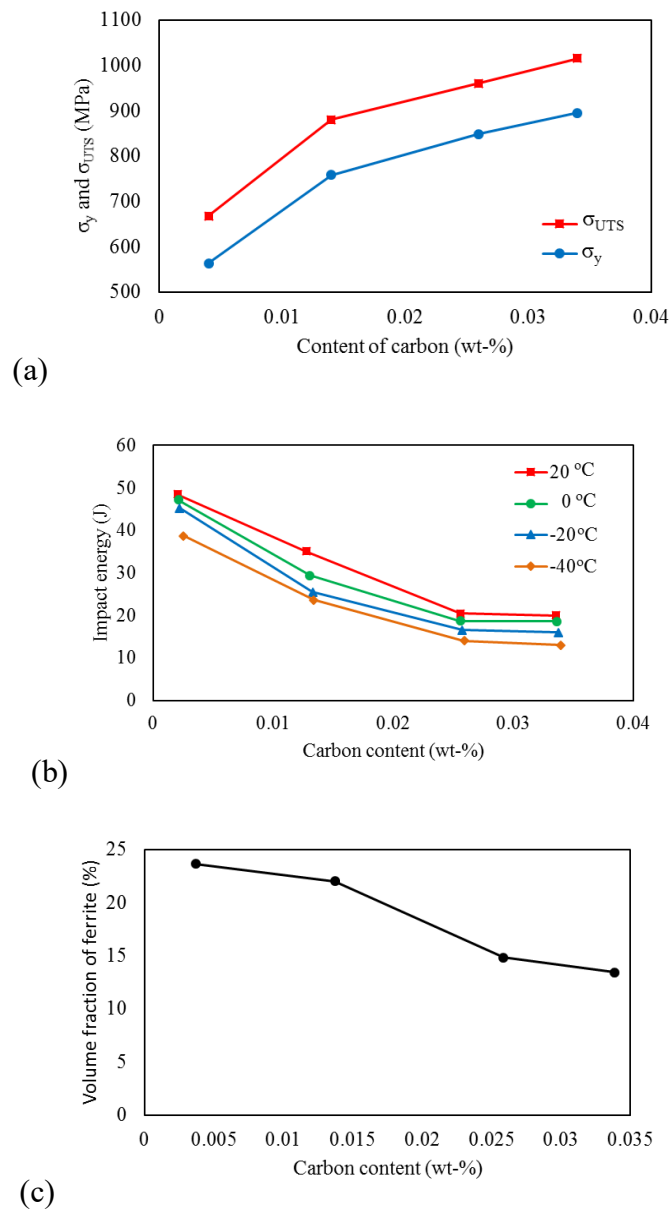 1100
1000
900
800
700
600
500
σy and σUTS (MPa)
σUTS
σy
0 0.01 0.02 0.03 0.04
Content of carbon (wt-%)
(a)
60
50
40
30
20
10
0
Impact energy (J)
20 °C
0 °C
-20°C
-40°C
0 0.01 0.02 0.03 0.04
Carbon content (wt-%)
(b)
25
20
15
10
5
0
Volume fraction of ferrite (%)
0 0.005 0.01 0.015 0.02 0.025 0.03 0.035
Carbon content (wt-%)
(c)